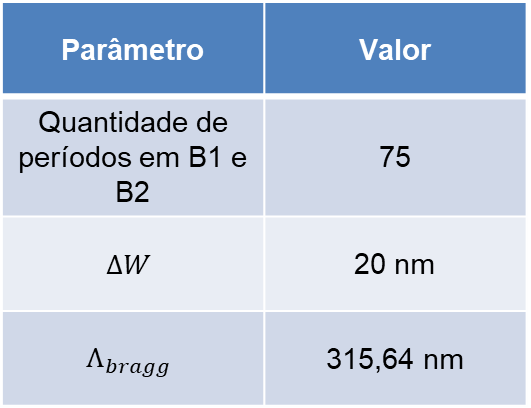 Parâmetro Valor
Quantidade de
períodos em B1 e
B2
75
ΔW 20 nm
Λbragg 315,64 nm